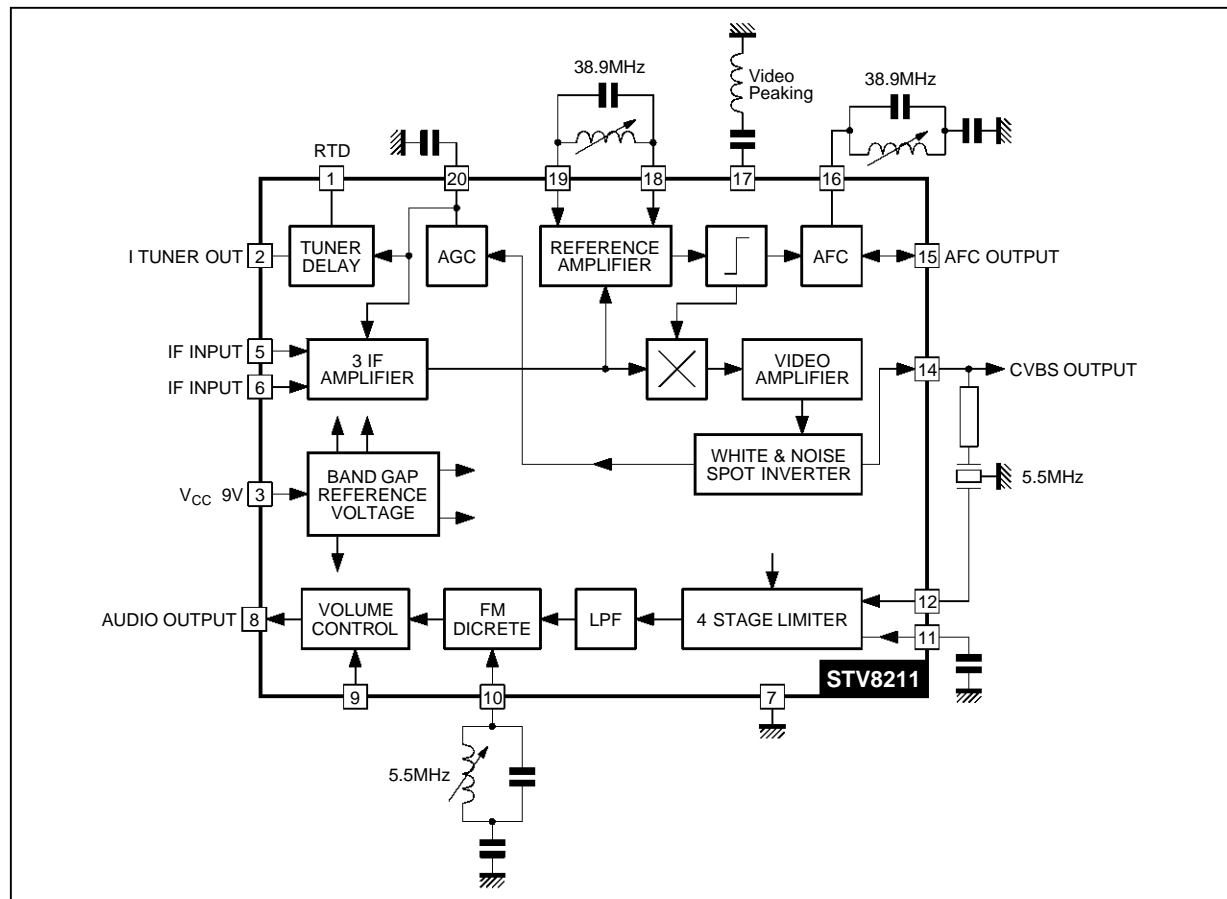 38.9MHz
Video
Peaking
38.9MHz
RTD
1
20
19
18
17
16
I TUNER OUT
2
TUNER
DELAY
AGC
REFERENCE
AMPLIFIER
AFC
15
AFC OUTPUT
IF INPUT
5
IF INPUT
6
3 IF
AMPLIFIER
VIDEO
AMPLIFIER
14
CVBS OUTPUT
WHITE & NOISE
SPOT INVERTER
VCC 9V
3
BAND GAP
REFERENCE
VOLTAGE
5.5MHz
AUDIO OUTPUT
8
VOLUME
CONTROL
FM
DICRETE
LPF
4 STAGE LIMITER
12
11
STV8211
9
10
7
5.5MHz